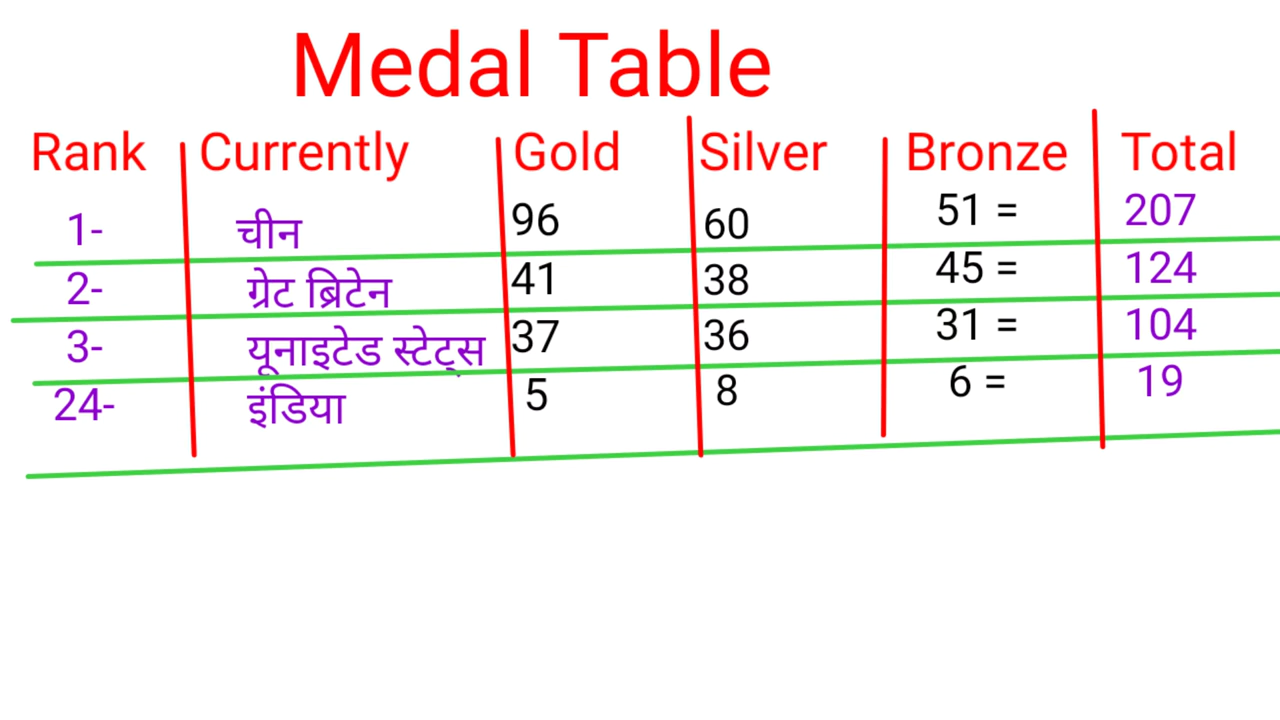 Medal Table
Rank Currently Gold Silver Bronze Total
1- चीन 96 60 51 = 207
2- ग्रेट ब्रिटेन 41 38 45 = 124
3- यूनाइटेड स्टेट्स 37 36 31 = 104
24- इंडिया 5 8 6 = 19